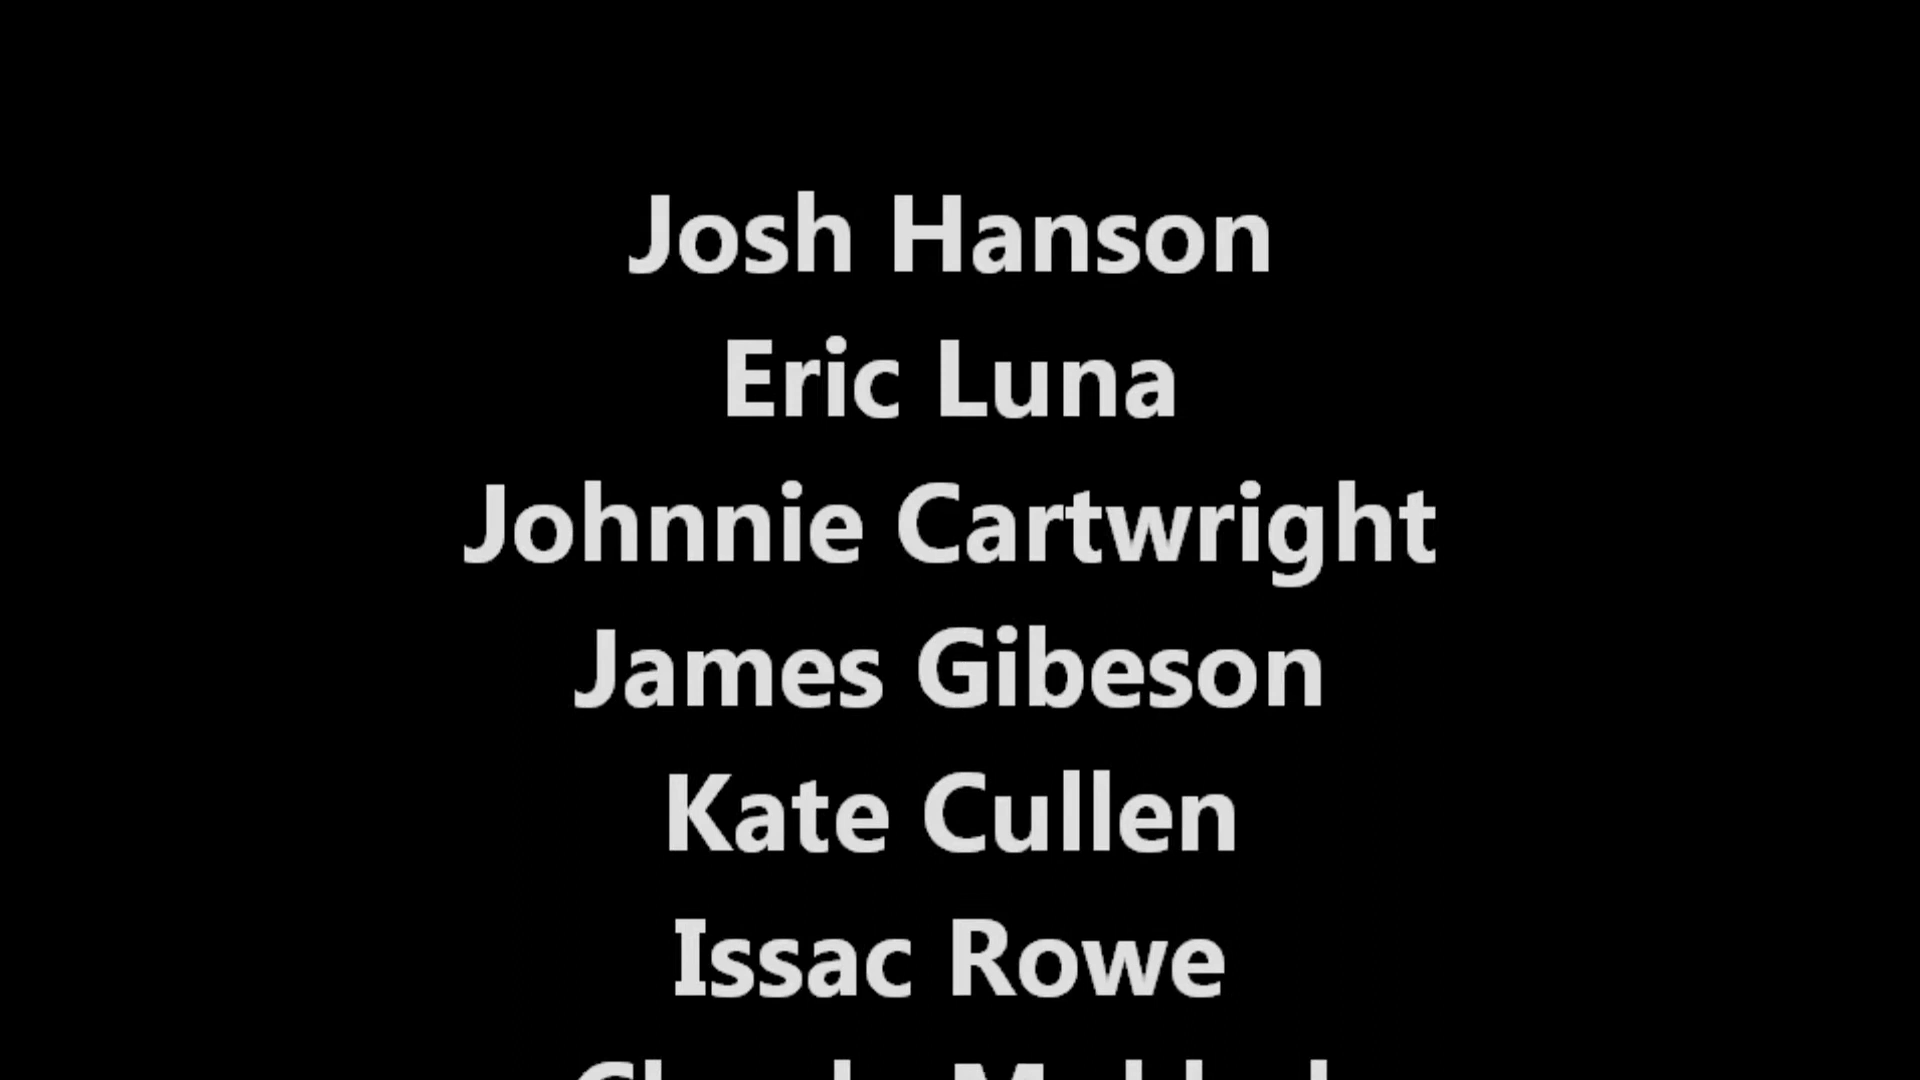 Josh Hanson
Eric Luna
Johnnie Cartwright
James Gibeson
Kate Cullen
Issac Rowe